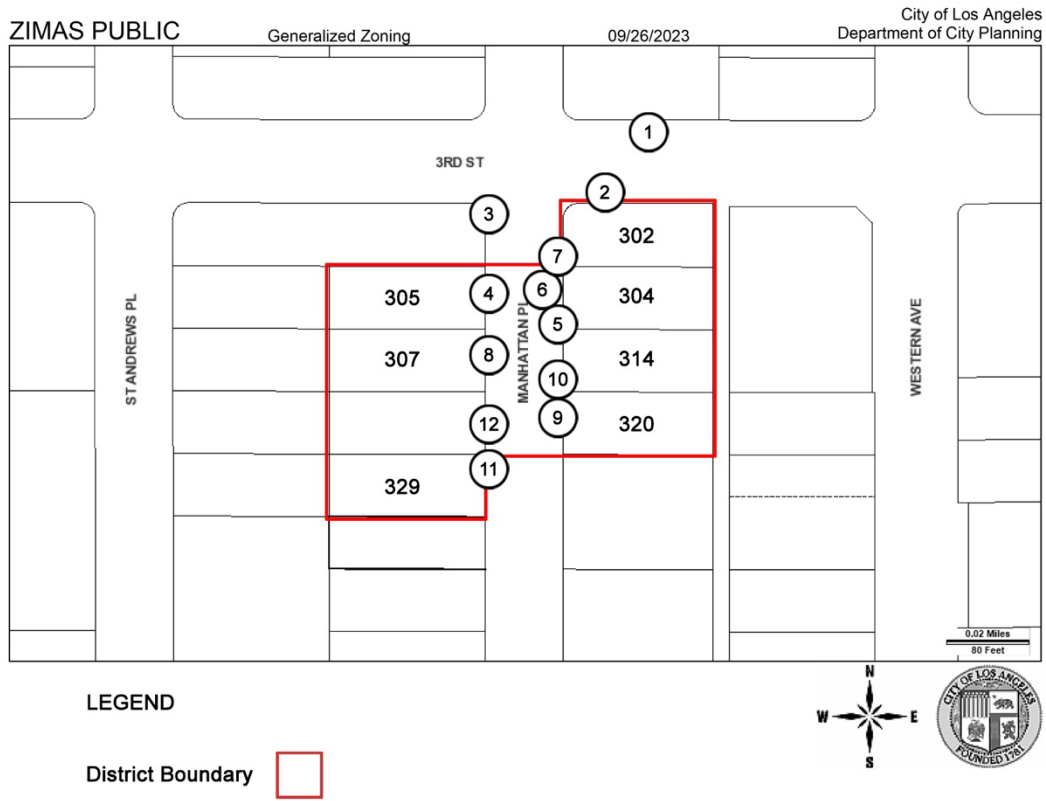 ZIMAS PUBLIC
Generalized Zoning
09/26/2023
City of Los Angeles
Department of City Planning
1
3RD ST
2
3
302
7
305
4
6
304
5
ST ANDREWS PL
MANHATTAN PL
WESTERN AVE
307
8
314
10
12
9
320
11
329
0.02 Miles
80 Feet
LEGEND
N
W
E
S
CITY OF LOS ANGELES
FOUNDED 1781
District Boundary